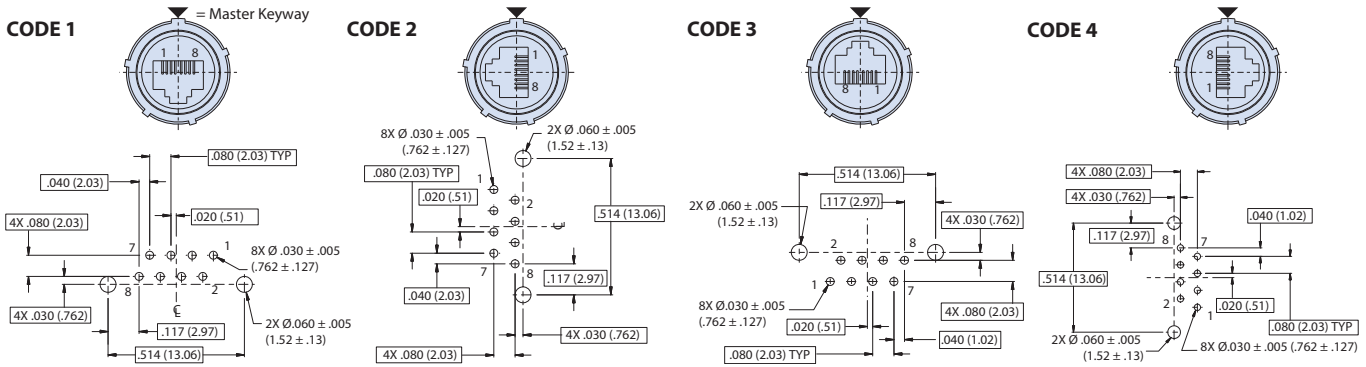 CODE 1
= Master Keyway
1 8
.080 (2.03) TYP
.040 (2.03)
.020 (.51)
4X .080 (2.03)
7
1
8X Ø .030 ± .005
(.762 ± .127)
8
2
4X .030 (.762)
℄
.117 (2.97)
2X Ø.060 ± .005
(1.52 ± .13)
.514 (13.06)
CODE 2
1
8
8X Ø .030 ± .005
(.762 ± .127)
2X Ø .060 ± .005
(1.52 ± .13)
.080 (2.03) TYP
1
.020 (.51)
2
.514 (13.06)
℄
7
8
.117 (2.97)
.040 (2.03)
4X .030 (.762)
4X .080 (2.03)
CODE 3
8 1
.514 (13.06)
2X Ø .060 ± .005
(1.52 ± .13)
.117 (2.97)
4X .030 (.762)
2
8
1
7
8X Ø.030 ± .005
(.762 ± .127)
4X .080 (2.03)
.020 (.51)
.040 (1.02)
.080 (2.03) TYP
CODE 4
8
1
4X .080 (2.03)
4X .030 (.762)
.040 (1.02)
.117 (2.97)
8
7
.514 (13.06)
2
1
.020 (.51)
.080 (2.03) TYP
2X Ø .060 ± .005
(1.52 ± .13)
8X Ø.030 ± .005 (.762 ± .127)